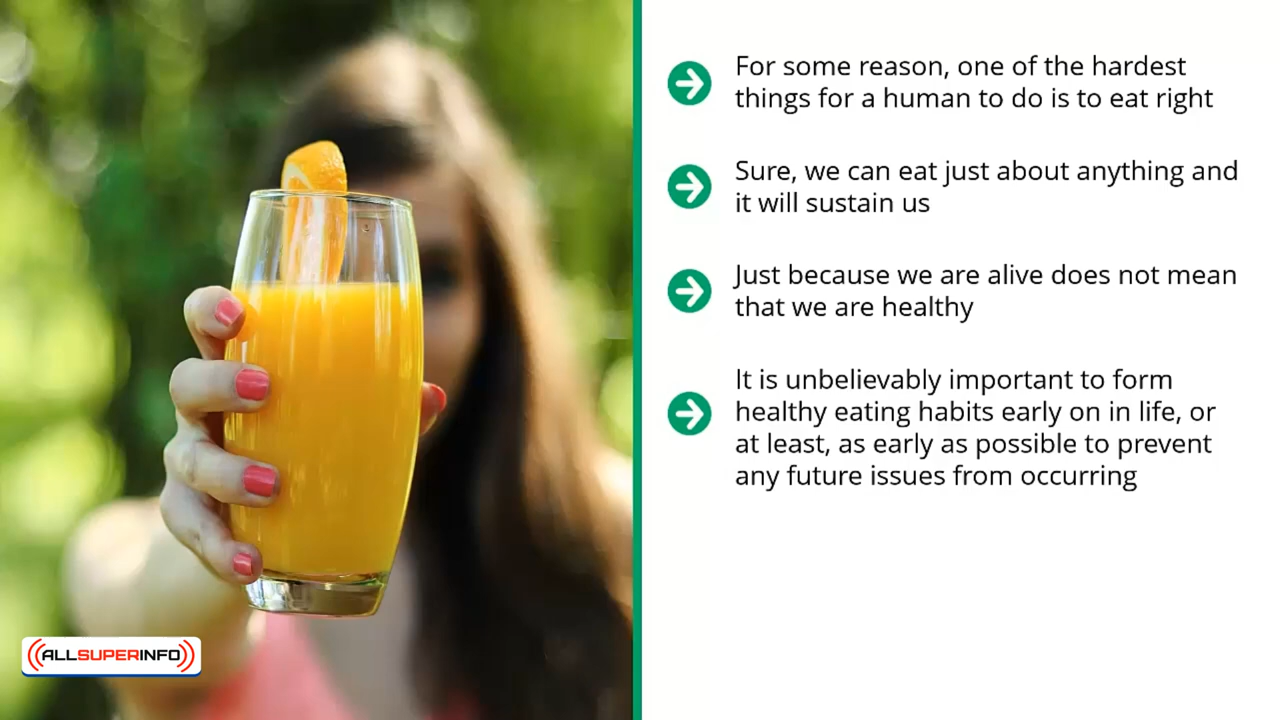 For some reason, one of the hardest
things for a human to do is to eat right
Sure, we can eat just about anything and
it will sustain us
Just because we are alive does not mean
that we are healthy
It is unbelievably important to form
healthy eating habits early on in life, or
at least, as early as possible to prevent
any future issues from occurring
ALLSUPERINFO